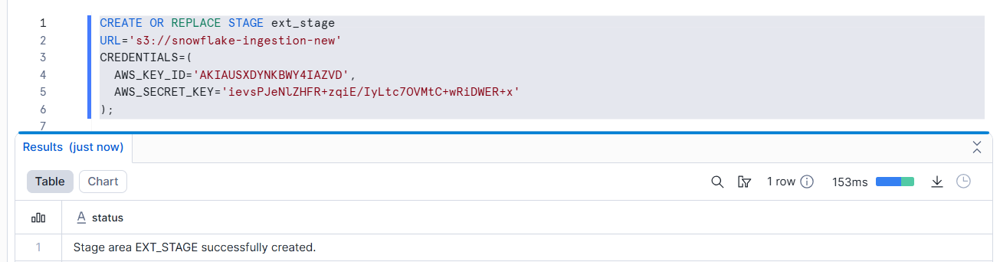 1 CREATE OR REPLACE STAGE ext_stage
2 URL='s3://snowflake-ingestion-new'
3 CREDENTIALS=(
4 AWS_KEY_ID='AKIAUSXDYNKBWY4IAZVD',
5 AWS_SECRET_KEY='ievsPJeNlZHFR+zqiE/IyLtc7OVMtC+wRiDWER+x'
6 );
7
Results (just now)
Table Chart 1 row 153ms
A status
1 Stage area EXT_STAGE successfully created.